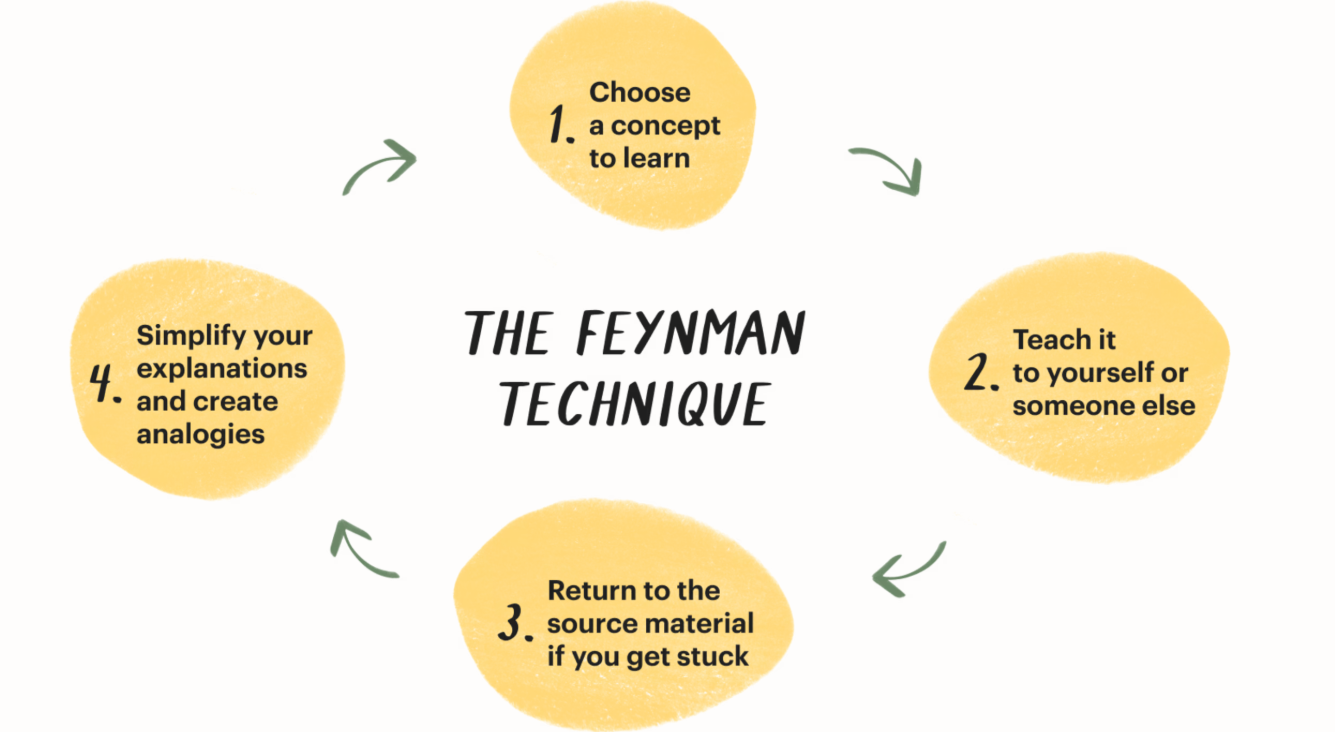 1. Choose
a concept
to learn
THE FEYNMAN
TECHNIQUE
2. Teach it
to yourself or
someone else
3. Return to the
source material
if you get stuck
4. Simplify your
explanations
and create
analogies